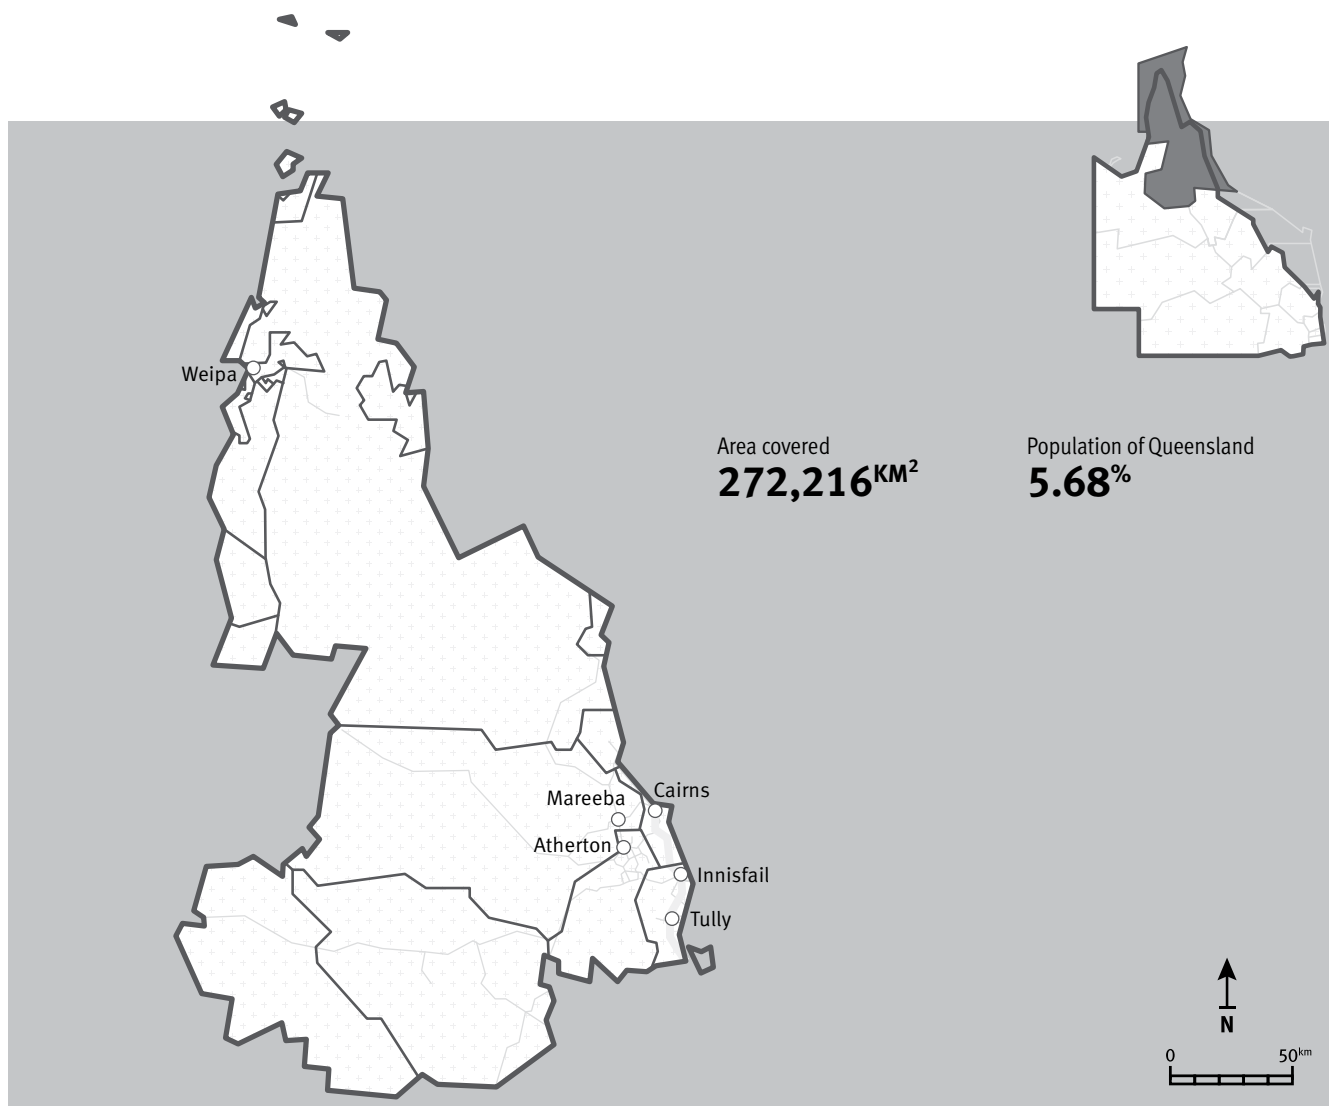 Weipa
Area covered
272,216KM²
Population of Queensland
5.68%
Cairns
Mareeba
Atherton
Innisfail
Tully
N
0 50km